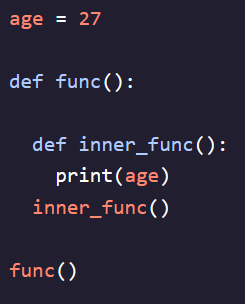 age = 27
def func():
  def inner_func():
    print(age)
  inner_func()
func()